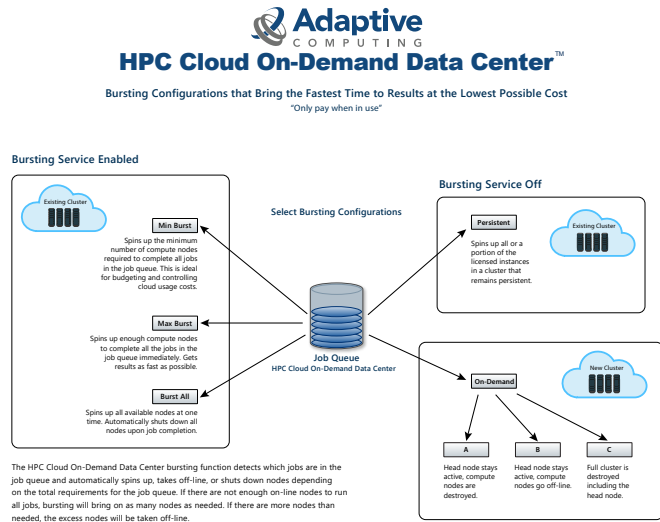 Adaptive
COMPUTING
HPC Cloud On-Demand Data Center™
Bursting Configurations that Bring the Fastest Time to Results at the Lowest Possible Cost
"Only pay when in use"
Bursting Service Enabled
Existing Cluster
Min Burst
Spins up the minimum
number of compute nodes
required to complete all jobs
in the job queue. This is ideal
for budgeting and controlling
cloud usage costs.
Max Burst
Spins up enough compute nodes
to complete all the jobs in the
job queue immediately. Gets
results as fast as possible.
Burst All
Spins up all available nodes at one
time. Automatically shuts down all
nodes upon job completion.
Select Bursting Configurations
Job Queue
HPC Cloud On-Demand Data Center
Bursting Service Off
Persistent
Spins up all or a
portion of the
licensed instances
in a cluster that
remains persistent.
Existing Cluster
New Cluster
On-Demand
A
Head node stays
active, compute
nodes are
destroyed.
B
Head node stays
active, compute
nodes go off-line.
C
Full cluster is
destroyed
including the
head node.
The HPC Cloud On-Demand Data Center bursting function detects which jobs are in the
job queue and automatically spins up, takes off-line, or shuts down nodes depending
on the total requirements for the job queue. If there are not enough on-line nodes to run
all jobs, bursting will bring on as many nodes as needed. If there are more nodes than
needed, the excess nodes will be taken off-line.